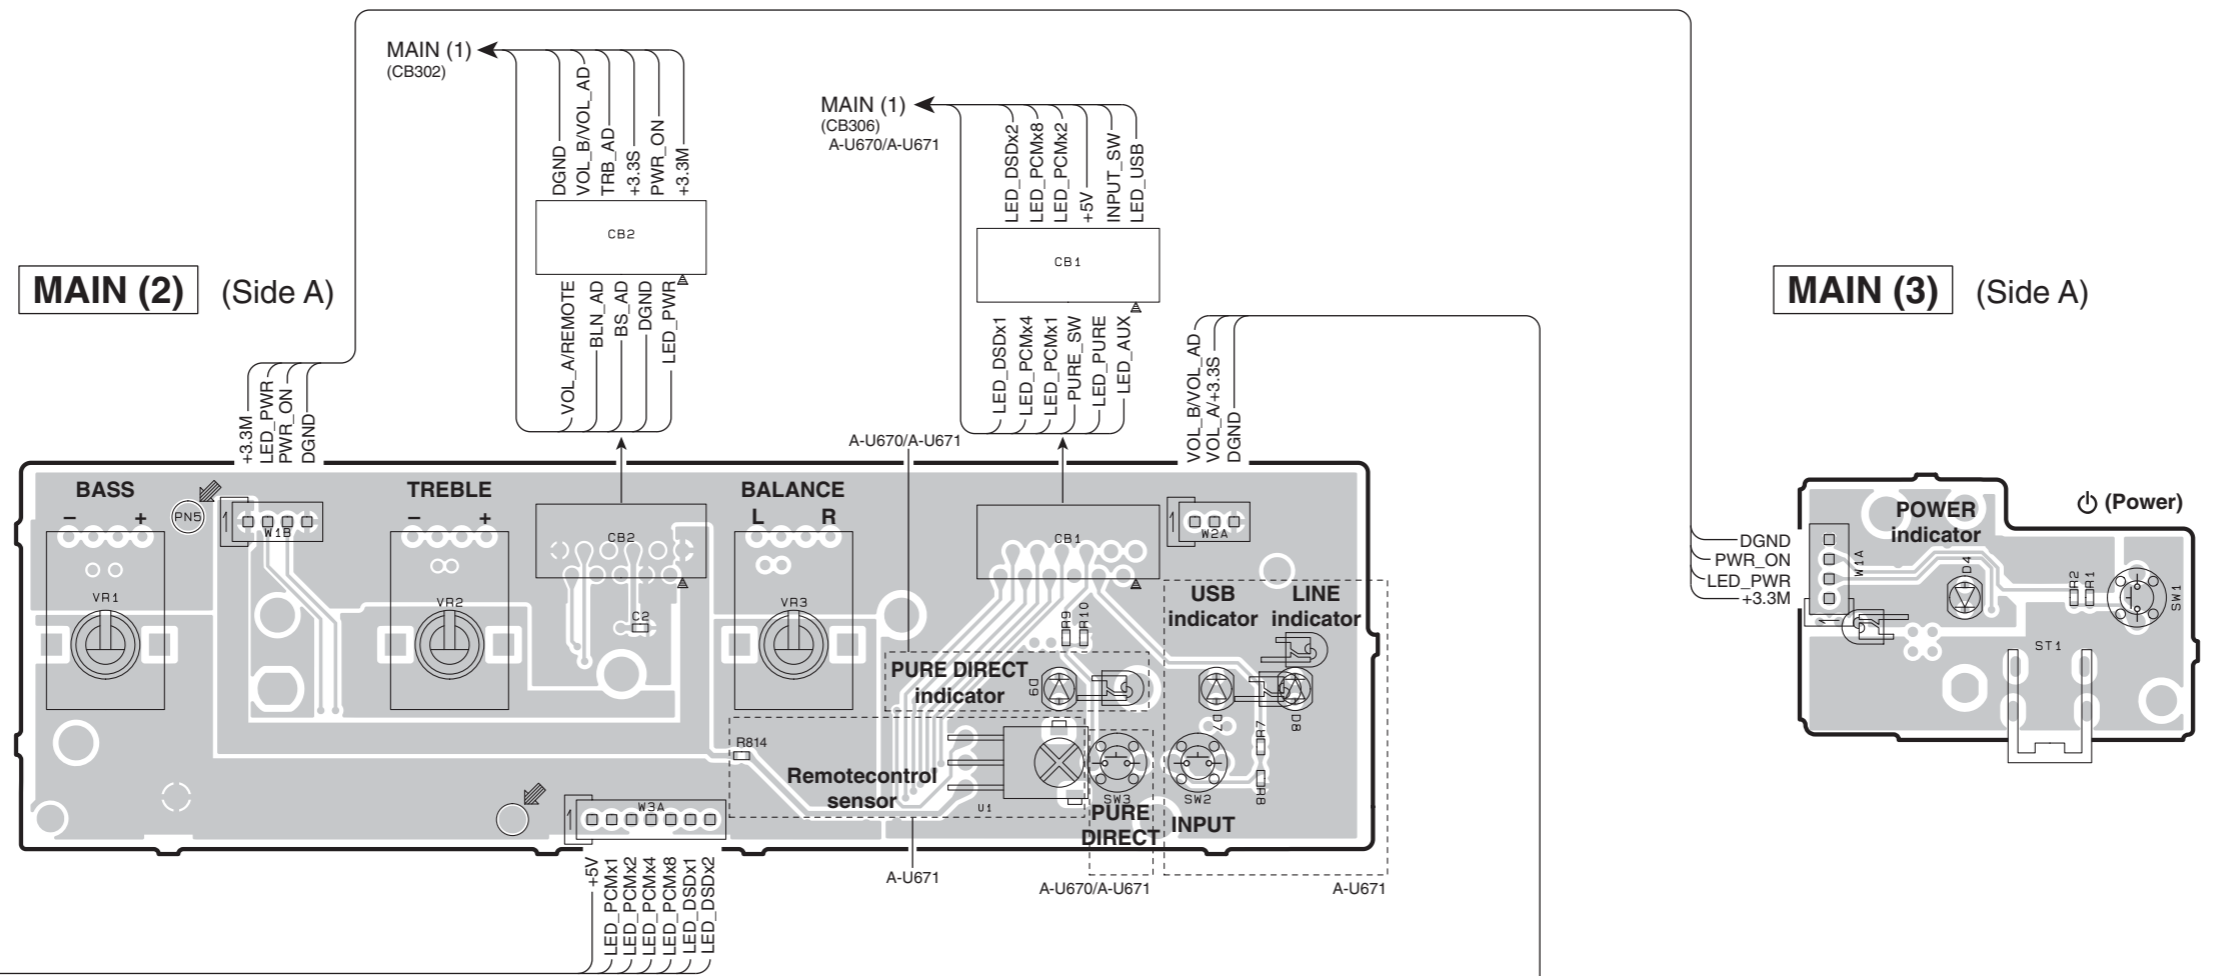 MAIN (1)
(CB302)
DGND
VOL_B/VOL_AD
TRB_AD
+3.3S
PWR_ON
+3.3M
CB2
VOL_A/REMOTE
BLN_AD
BS_AD
DGND
LED_PWR
MAIN (1)
(CB306)
A-U670/A-U671
LED_DSDx2
LED_PCMx8
LED_PCMx2
+5V
INPUT_SW
LED_USB
CB1
LED_DSDx1
LED_PCMx4
LED_PCMx1
PURE_SW
LED_PURE
LED_AUX
MAIN (2) (Side A)
+3.3M
LED_PWR
PWR_ON
DGND
VOL_B/VOL_AD
VOL_A/+3.3S
DGND
A-U670/A-U671
BASS
− +
PN5
1
W1B
VR1
TREBLE
− +
VR2
CB2
C2
BALANCE
L R
VR3
CB1
1
W2A
R9
R10
USB
indicator
LINE
indicator
PURE DIRECT
indicator
D9
D7
D8
R7
R8
R814
Remotecontrol
sensor
U1
SW3
PURE
DIRECT
SW2
INPUT
1
W3A
A-U671
A-U670/A-U671
A-U671
+5V
LED_PCMx1
LED_PCMx2
LED_PCMx4
LED_PCMx8
LED_DSDx1
LED_DSDx2
MAIN (3) (Side A)
DGND
PWR_ON
LED_PWR
+3.3M
W1A
1
POWER
indicator
D4
(Power)
R2
R1
SW1
ST1